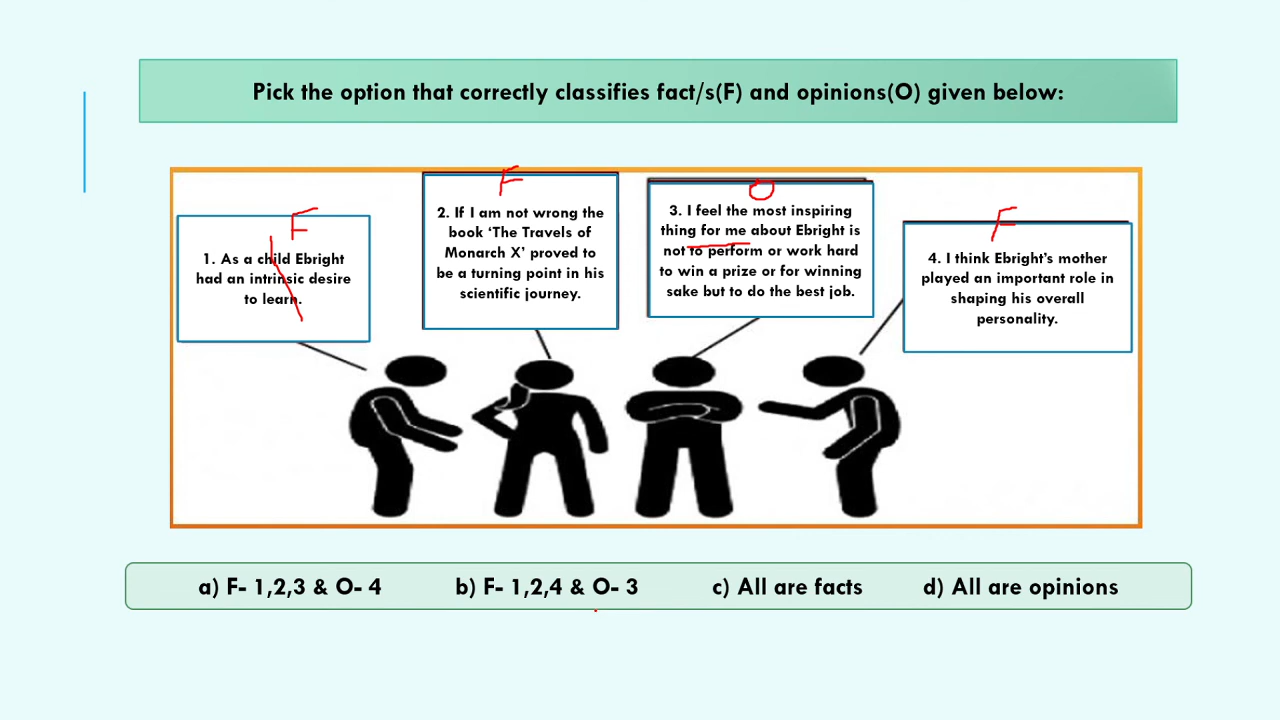 Pick the option that correctly classifies fact/s(F) and opinions(O) given below:
F
1. As a child Ebright
had an intrinsic desire
to learn.
F
2. If I am not wrong the
book ‘The Travels of
Monarch X’ proved to
be a turning point in his
scientific journey.
O
3. I feel the most inspiring
thing for me about Ebright is
not to perform or work hard
to win a prize or for winning
sake but to do the best job.
F
4. I think Ebright’s mother
played an important role in
shaping his overall
personality.
a) F- 1,2,3 & O- 4 b) F- 1,2,4 & O- 3 c) All are facts d) All are opinions